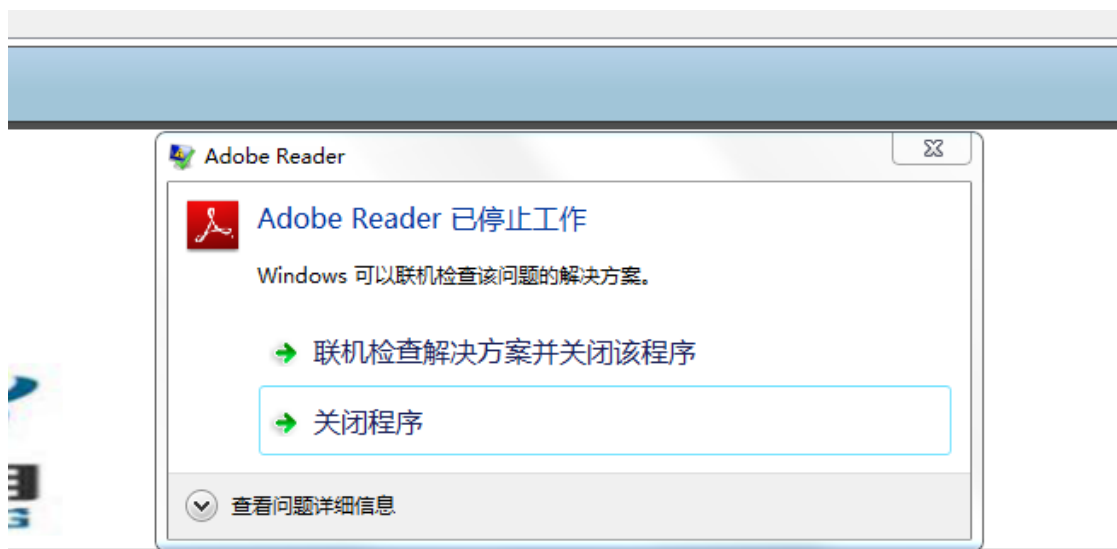 Adobe Reader
Adobe Reader 已停止工作
Windows 可以联机检查该问题的解决方案。
联机检查解决方案并关闭该程序
关闭程序
查看问题详细信息